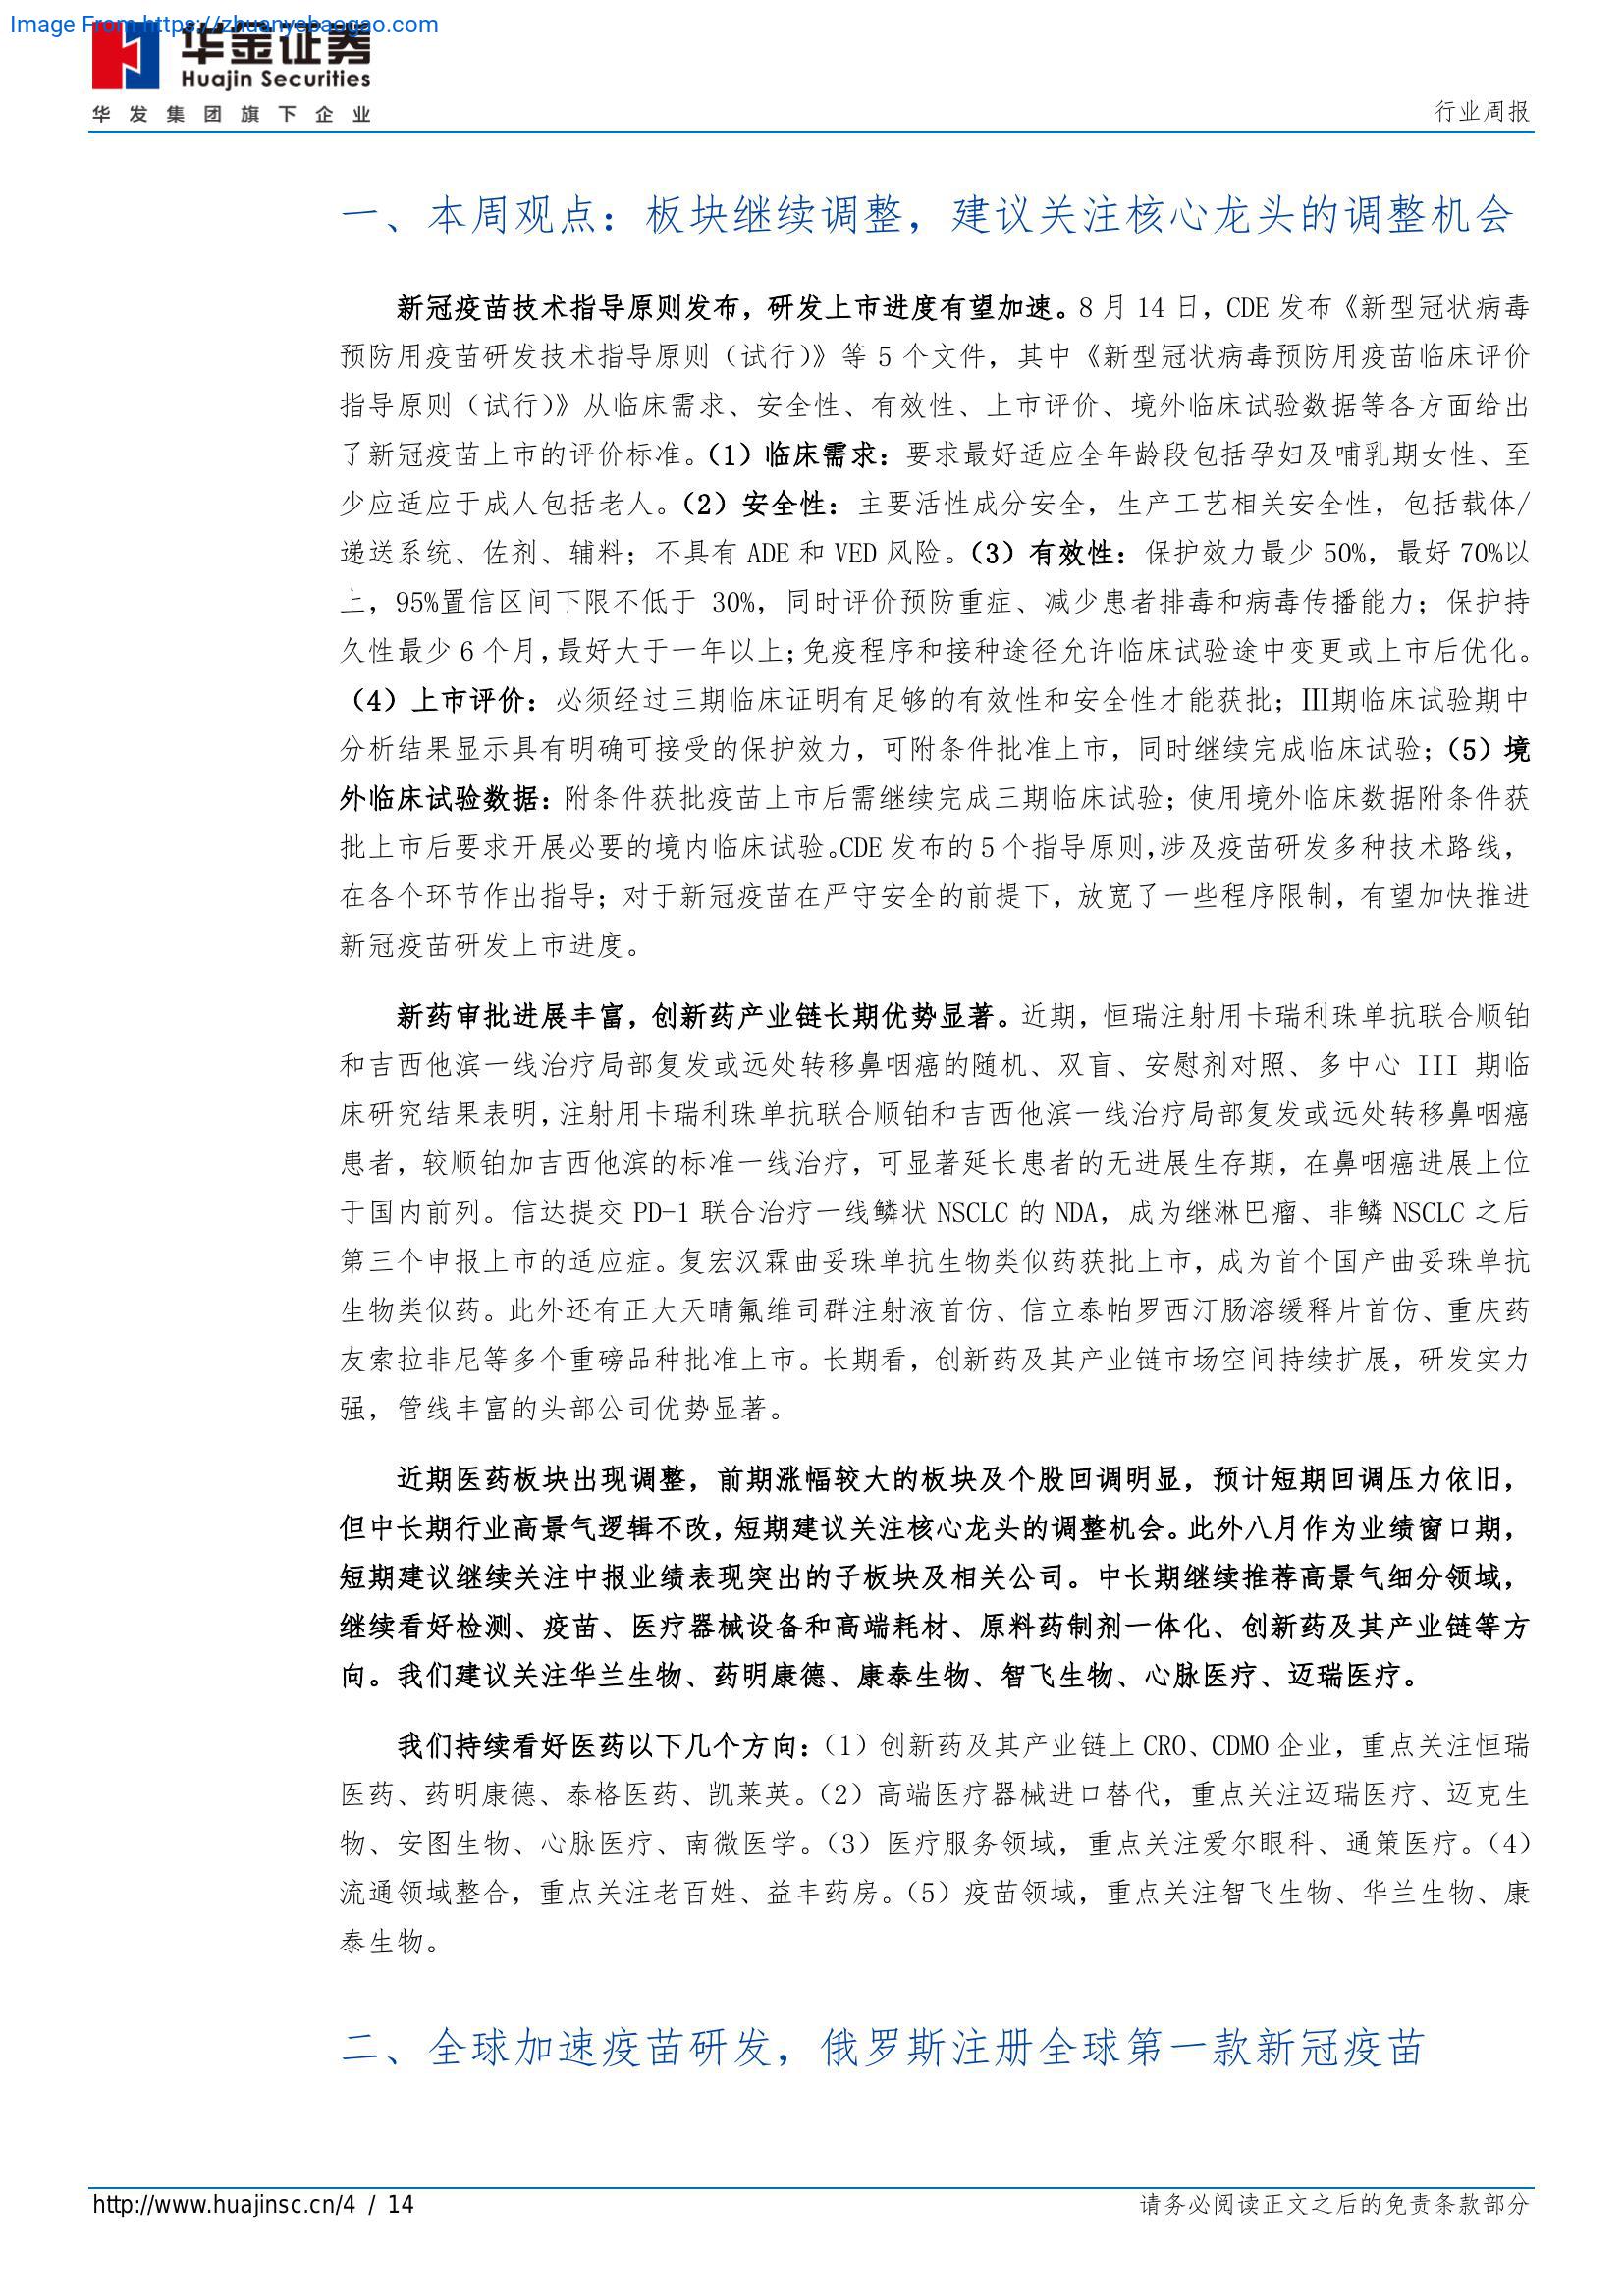 Image From https://zhuanyebaogao.com
华金证券
Huajin Securities
华发集团旗下企业
行业周报
一、本周观点：板块继续调整，建议关注核心龙头的调整机会
新冠疫苗技术指导原则发布，研发上市进度有望加速。8 月 14 日，CDE 发布《新型冠状病毒
预防用疫苗研发技术指导原则（试行）》等 5 个文件，其中《新型冠状病毒预防用疫苗临床评价
指导原则（试行）》从临床需求、安全性、有效性、上市评价、境外临床试验数据等各方面给出
了新冠疫苗上市的评价标准。（1）临床需求：要求最好适应全年龄段包括孕妇及哺乳期女性、至
少应适应于成人包括老人。（2）安全性：主要活性成分安全，生产工艺相关安全性，包括载体/
递送系统、佐剂、辅料；不具有 ADE 和 VED 风险。（3）有效性：保护效力最少 50%，最好 70%以
上，95%置信区间下限不低于 30%，同时评价预防重症、减少患者排毒和病毒传播能力；保护持
久性最少 6 个月，最好大于一年以上；免疫程序和接种途径允许临床试验途中变更或上市后优化。
（4）上市评价：必须经过三期临床证明有足够的有效性和安全性才能获批；Ⅲ期临床试验期中
分析结果显示具有明确可接受的保护效力，可附条件批准上市，同时继续完成临床试验；（5）境
外临床试验数据：附条件获批疫苗上市后需继续完成三期临床试验；使用境外临床数据附条件获
批上市后要求开展必要的境内临床试验。CDE 发布的 5 个指导原则，涉及疫苗研发多种技术路线，
在各个环节作出指导；对于新冠疫苗在严守安全的前提下，放宽了一些程序限制，有望加快推进
新冠疫苗研发上市进度。
新药审批进展丰富，创新药产业链长期优势显著。近期，恒瑞注射用卡瑞利珠单抗联合顺铂
和吉西他滨一线治疗局部复发或远处转移鼻咽癌的随机、双盲、安慰剂对照、多中心 III 期临
床研究结果表明，注射用卡瑞利珠单抗联合顺铂和吉西他滨一线治疗局部复发或远处转移鼻咽癌
患者，较顺铂加吉西他滨的标准一线治疗，可显著延长患者的无进展生存期，在鼻咽癌进展上位
于国内前列。信达提交 PD-1 联合治疗一线鳞状 NSCLC 的 NDA，成为继淋巴瘤、非鳞 NSCLC 之后
第三个申报上市的适应症。复宏汉霖曲妥珠单抗生物类似药获批上市，成为首个国产曲妥珠单抗
生物类似药。此外还有正大天晴氟维司群注射液首仿、信立泰帕罗西汀肠溶缓释片首仿、重庆药
友索拉非尼等多个重磅品种批准上市。长期看，创新药及其产业链市场空间持续扩展，研发实力
强，管线丰富的头部公司优势显著。
近期医药板块出现调整，前期涨幅较大的板块及个股回调明显，预计短期回调压力依旧，
但中长期行业高景气逻辑不改，短期建议关注核心龙头的调整机会。此外八月作为业绩窗口期，
短期建议继续关注中报业绩表现突出的子板块及相关公司。中长期继续推荐高景气细分领域，
继续看好检测、疫苗、医疗器械设备和高端耗材、原料药制剂一体化、创新药及其产业链等方
向。我们建议关注华兰生物、药明康德、康泰生物、智飞生物、心脉医疗、迈瑞医疗。
我们持续看好医药以下几个方向：（1）创新药及其产业链上 CRO、CDMO 企业，重点关注恒瑞
医药、药明康德、泰格医药、凯莱英。（2）高端医疗器械进口替代，重点关注迈瑞医疗、迈克生
物、安图生物、心脉医疗、南微医学。（3）医疗服务领域，重点关注爱尔眼科、通策医疗。（4）
流通领域整合，重点关注老百姓、益丰药房。（5）疫苗领域，重点关注智飞生物、华兰生物、康
泰生物。
二、全球加速疫苗研发，俄罗斯注册全球第一款新冠疫苗
http://www.huajinsc.cn/4 / 14
请务必阅读正文之后的免责条款部分